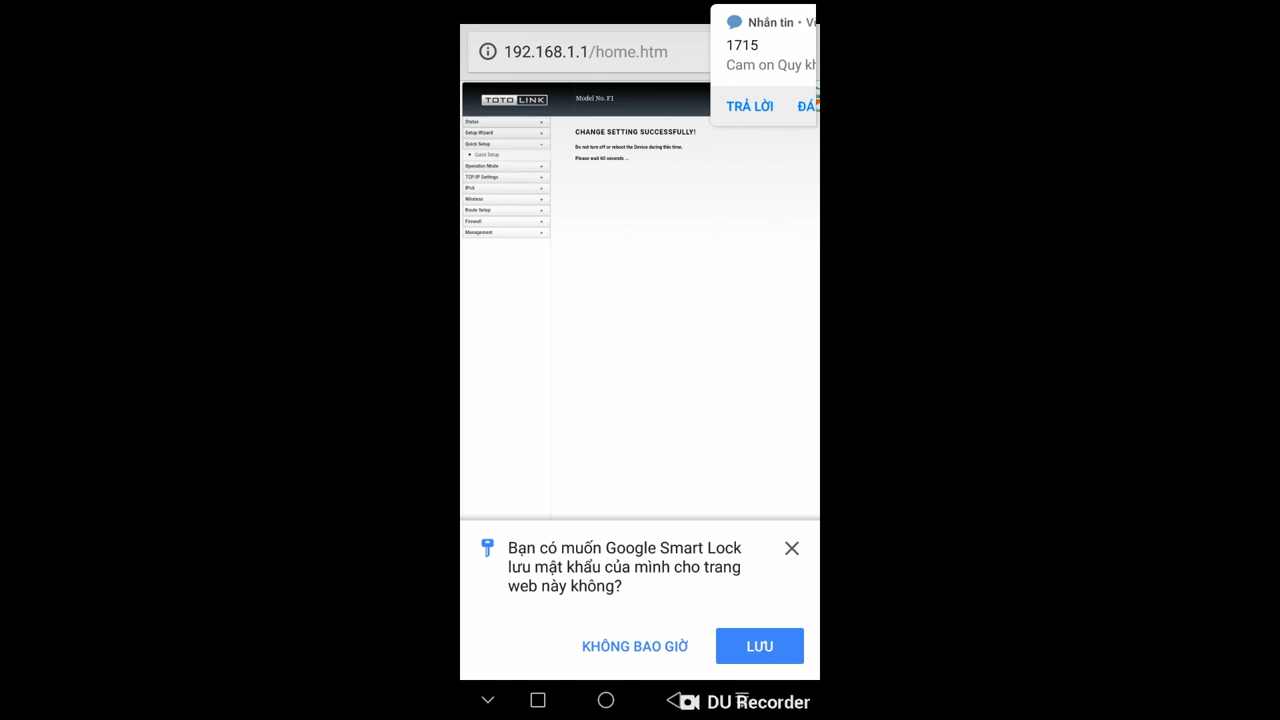 Nhắn tin
1715
Cam on Quy kh
TRẢ LỜI
192.168.1.1/home.htm
TOTO LINK
Model No. F1
Status
Setup Wizard
Quick Setup
Quick Setup
Operation Mode
TCP/IP Settings
IPv6
Wireless
Route Setup
Firewall
Management
CHANGE SETTING SUCCESSFULLY!
Do not turn off or reboot the Device during this time.
Please wait 60 seconds ...
Bạn có muốn Google Smart Lock
lưu mật khẩu của mình cho trang
web này không?
KHÔNG BAO GIỜ
LƯU
DU Recorder